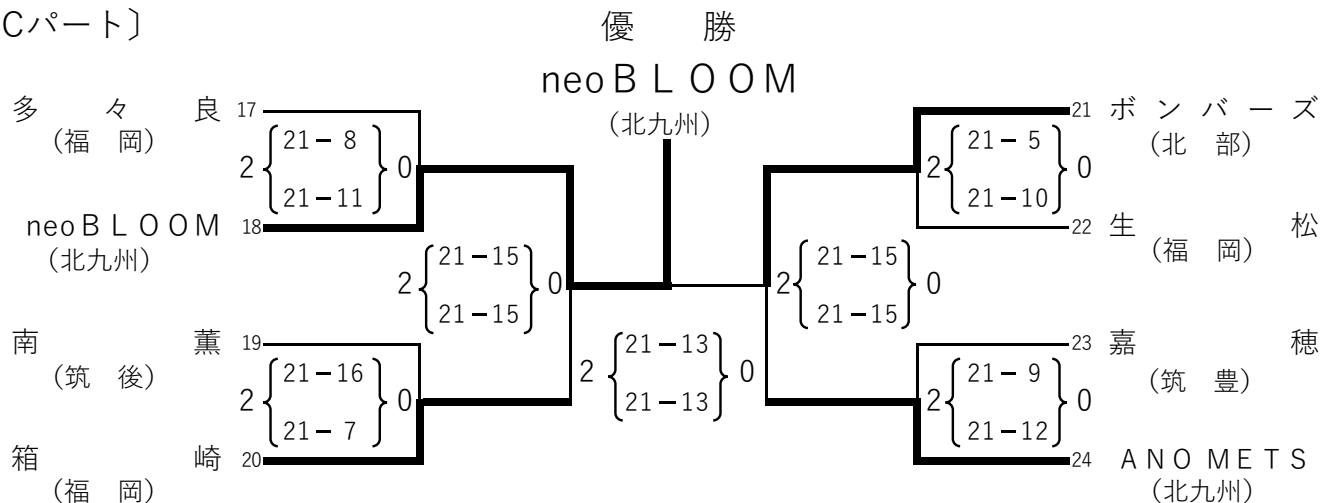 Cパート〕
優　勝
neoＢＬＯＯＭ
(北九州)
多々良 17
(福　岡)
2 { 21－8 21－11 } 0
neoＢＬＯＯＭ 18
(北九州)
2 { 21－15 21－15 } 0
南薫 19
(筑　後)
2 { 21－16 21－7 } 0
箱崎 20
(福　岡)
2 { 21－13 21－13 } 0
21 ボンバーズ
(北　部)
2 { 21－5 21－10 } 0
22 生松
(福　岡)
2 { 21－15 21－15 } 0
23 嘉穂
(筑　豊)
2 { 21－9 21－12 } 0
24 ＡＮＯ ＭＥＴＳ
(北九州)